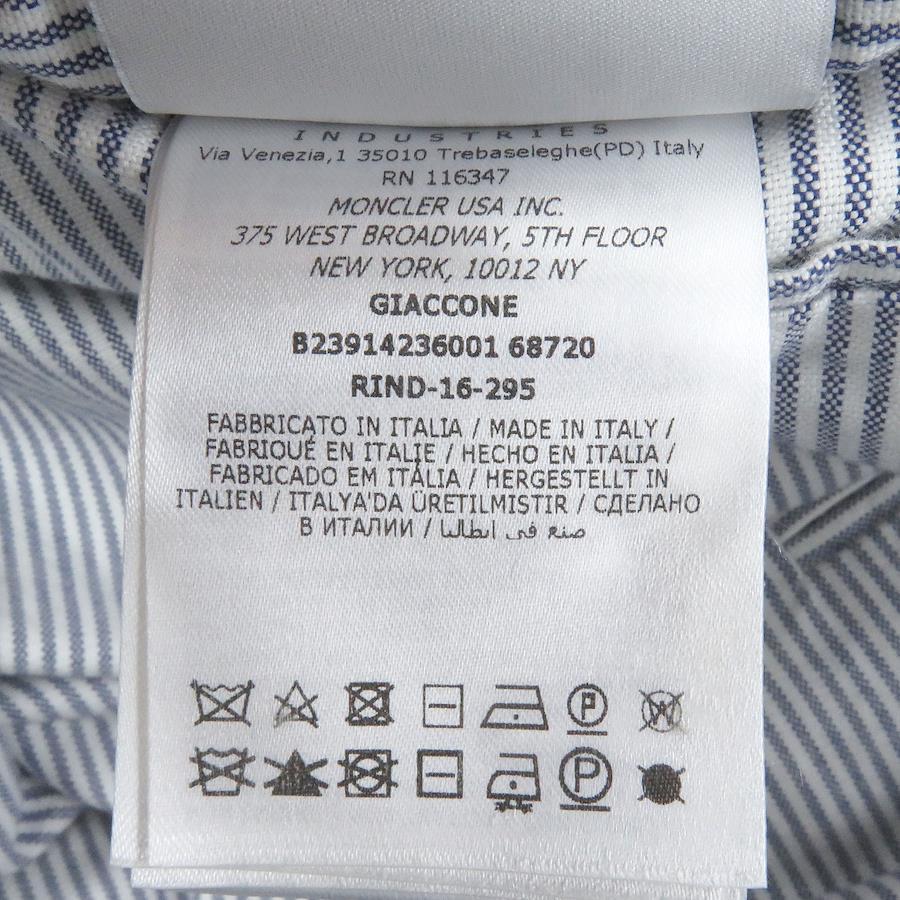 INDUSTRIES
Via Venezia,1 35010 Trebaseleghe(PD) Italy
RN 116347
MONCLER USA INC.
375 WEST BROADWAY, 5TH FLOOR
NEW YORK, 10012 NY
GIACCONE
B23914236001 68720
RIND-16-295
FABBRICATO IN ITALIA / MADE IN ITALY /
FABRIQUÉ EN ITALIE / HECHO EN ITALIA /
FABRICADO EM ITÁLIA / HERGESTELLT IN
ITALIEN / ITALYA'DA ÜRETILMISTIR / СДЕЛАНО
В ИТАЛИИ / صنع في ايطاليا
P W
P